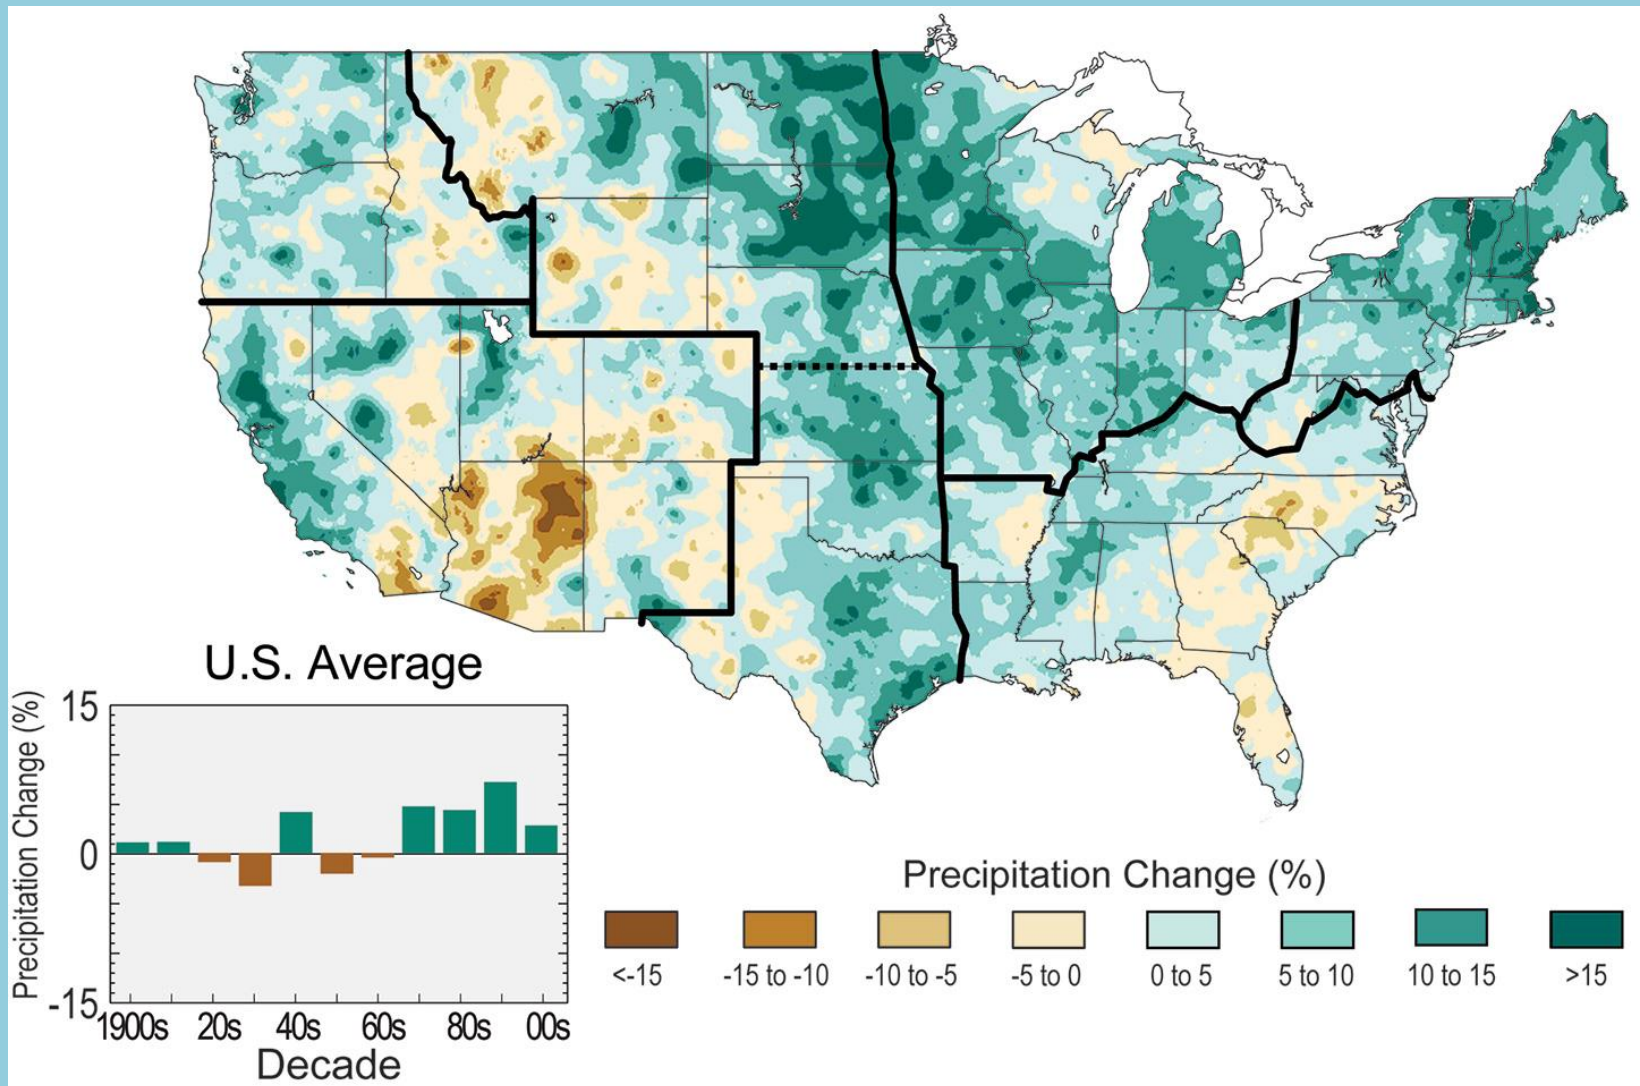 U.S. Average
Precipitation Change (%)
15
0
-15
1900s 20s 40s 60s 80s 00s
Decade
Precipitation Change (%)
<-15 -15 to -10 -10 to -5 -5 to 0 0 to 5 5 to 10 10 to 15 >15